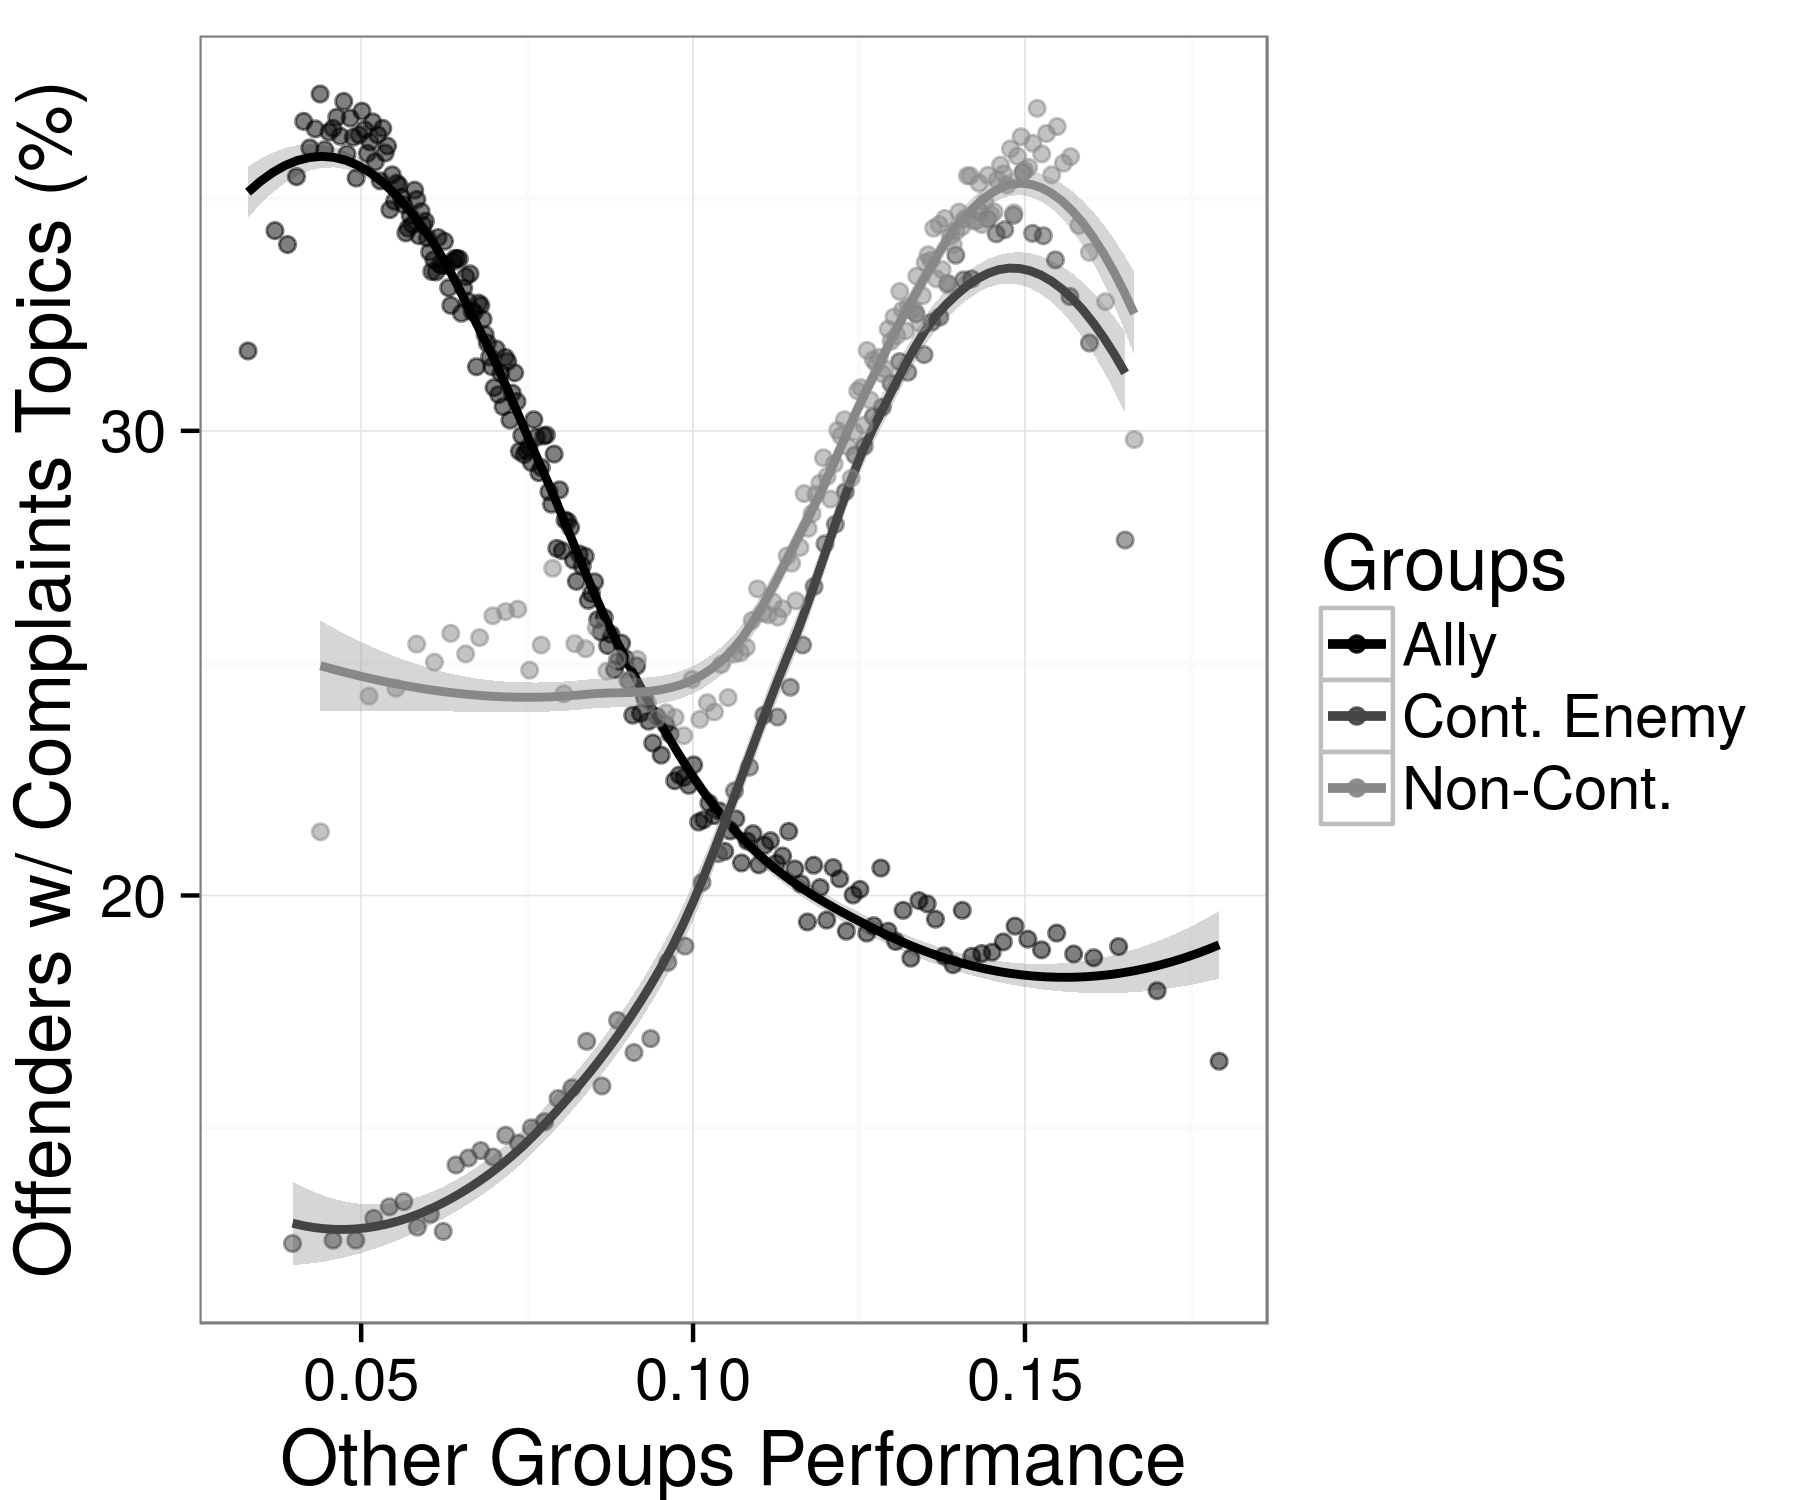 Offenders w/ Complaints Topics (%)
30
20
0.05
0.10
0.15
Other Groups Performance
Groups
Ally
Cont. Enemy
Non-Cont.